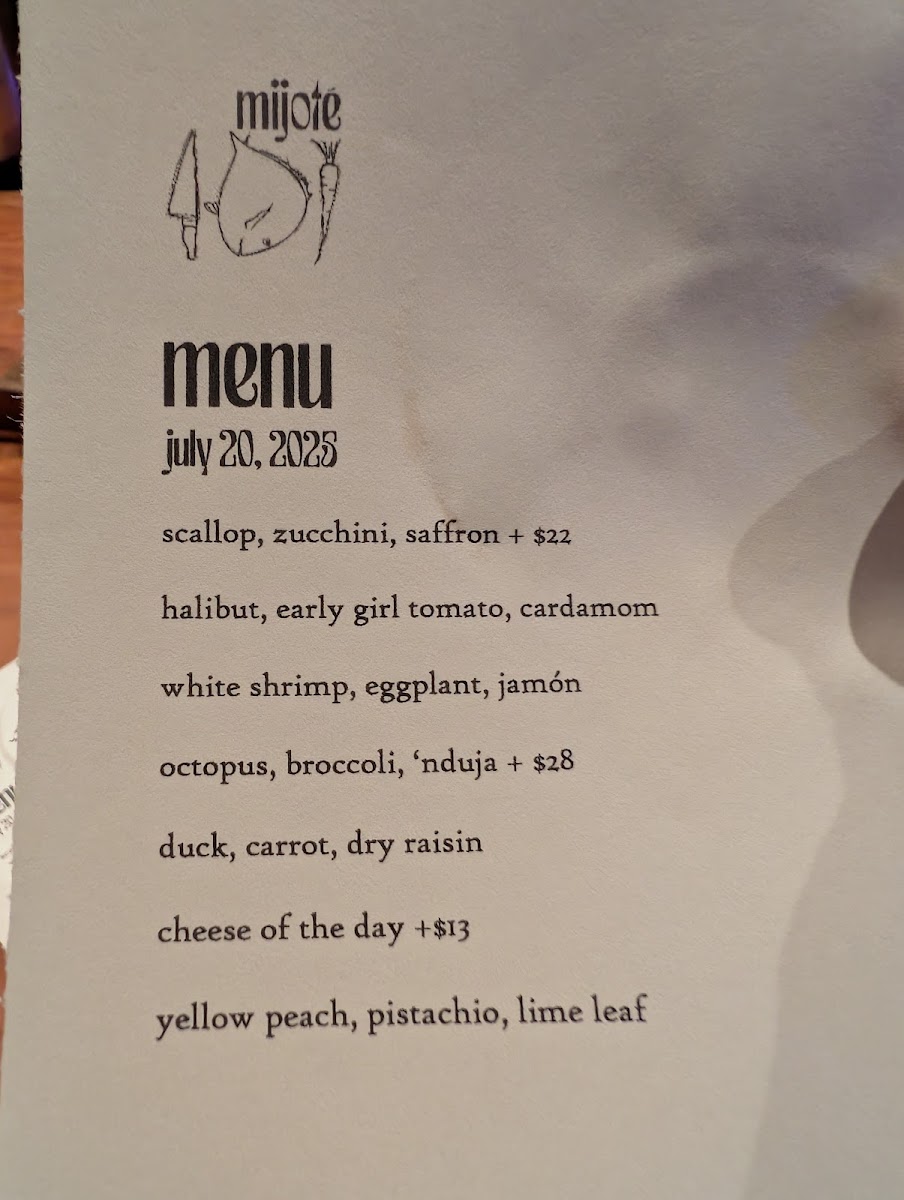 mijoté
menu
july 20, 2025
scallop, zucchini, saffron + $22
halibut, early girl tomato, cardamom
white shrimp, eggplant, jamón
octopus, broccoli, ‘nduja + $28
duck, carrot, dry raisin
cheese of the day +$13
yellow peach, pistachio, lime leaf